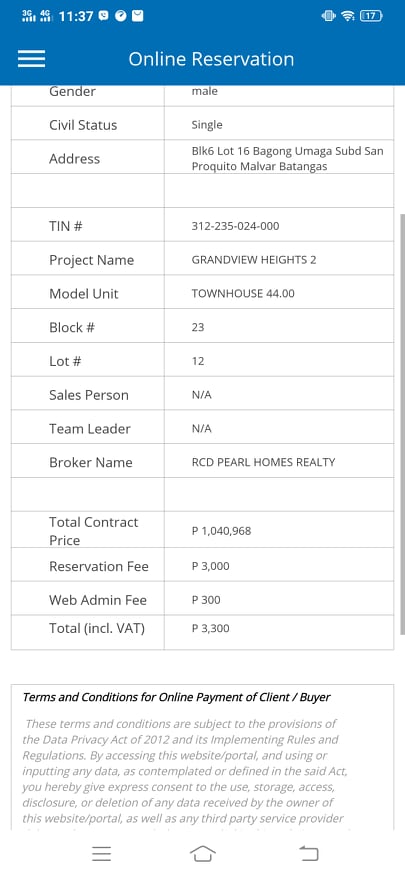 3G 4G 11:37 17
Online Reservation
Gender male
Civil Status Single
Address Blk6 Lot 16 Bagong Umaga Subd San
Proquito Malvar Batangas
TIN # 312-235-024-000
Project Name GRANDVIEW HEIGHTS 2
Model Unit TOWNHOUSE 44.00
Block # 23
Lot # 12
Sales Person N/A
Team Leader N/A
Broker Name RCD PEARL HOMES REALTY
Total Contract
Price P 1,040,968
Reservation Fee P 3,000
Web Admin Fee P 300
Total (incl. VAT) P 3,300
Terms and Conditions for Online Payment of Client / Buyer
These terms and conditions are subject to the provisions of
the Data Privacy Act of 2012 and its Implementing Rules and
Regulations. By accessing this website/portal, and using or
inputting any data, as contemplated or defined in the said Act,
you hereby give express consent to the use, storage, access,
disclosure, or deletion of any data received by the owner of
this website/portal, as well as any third party service provider